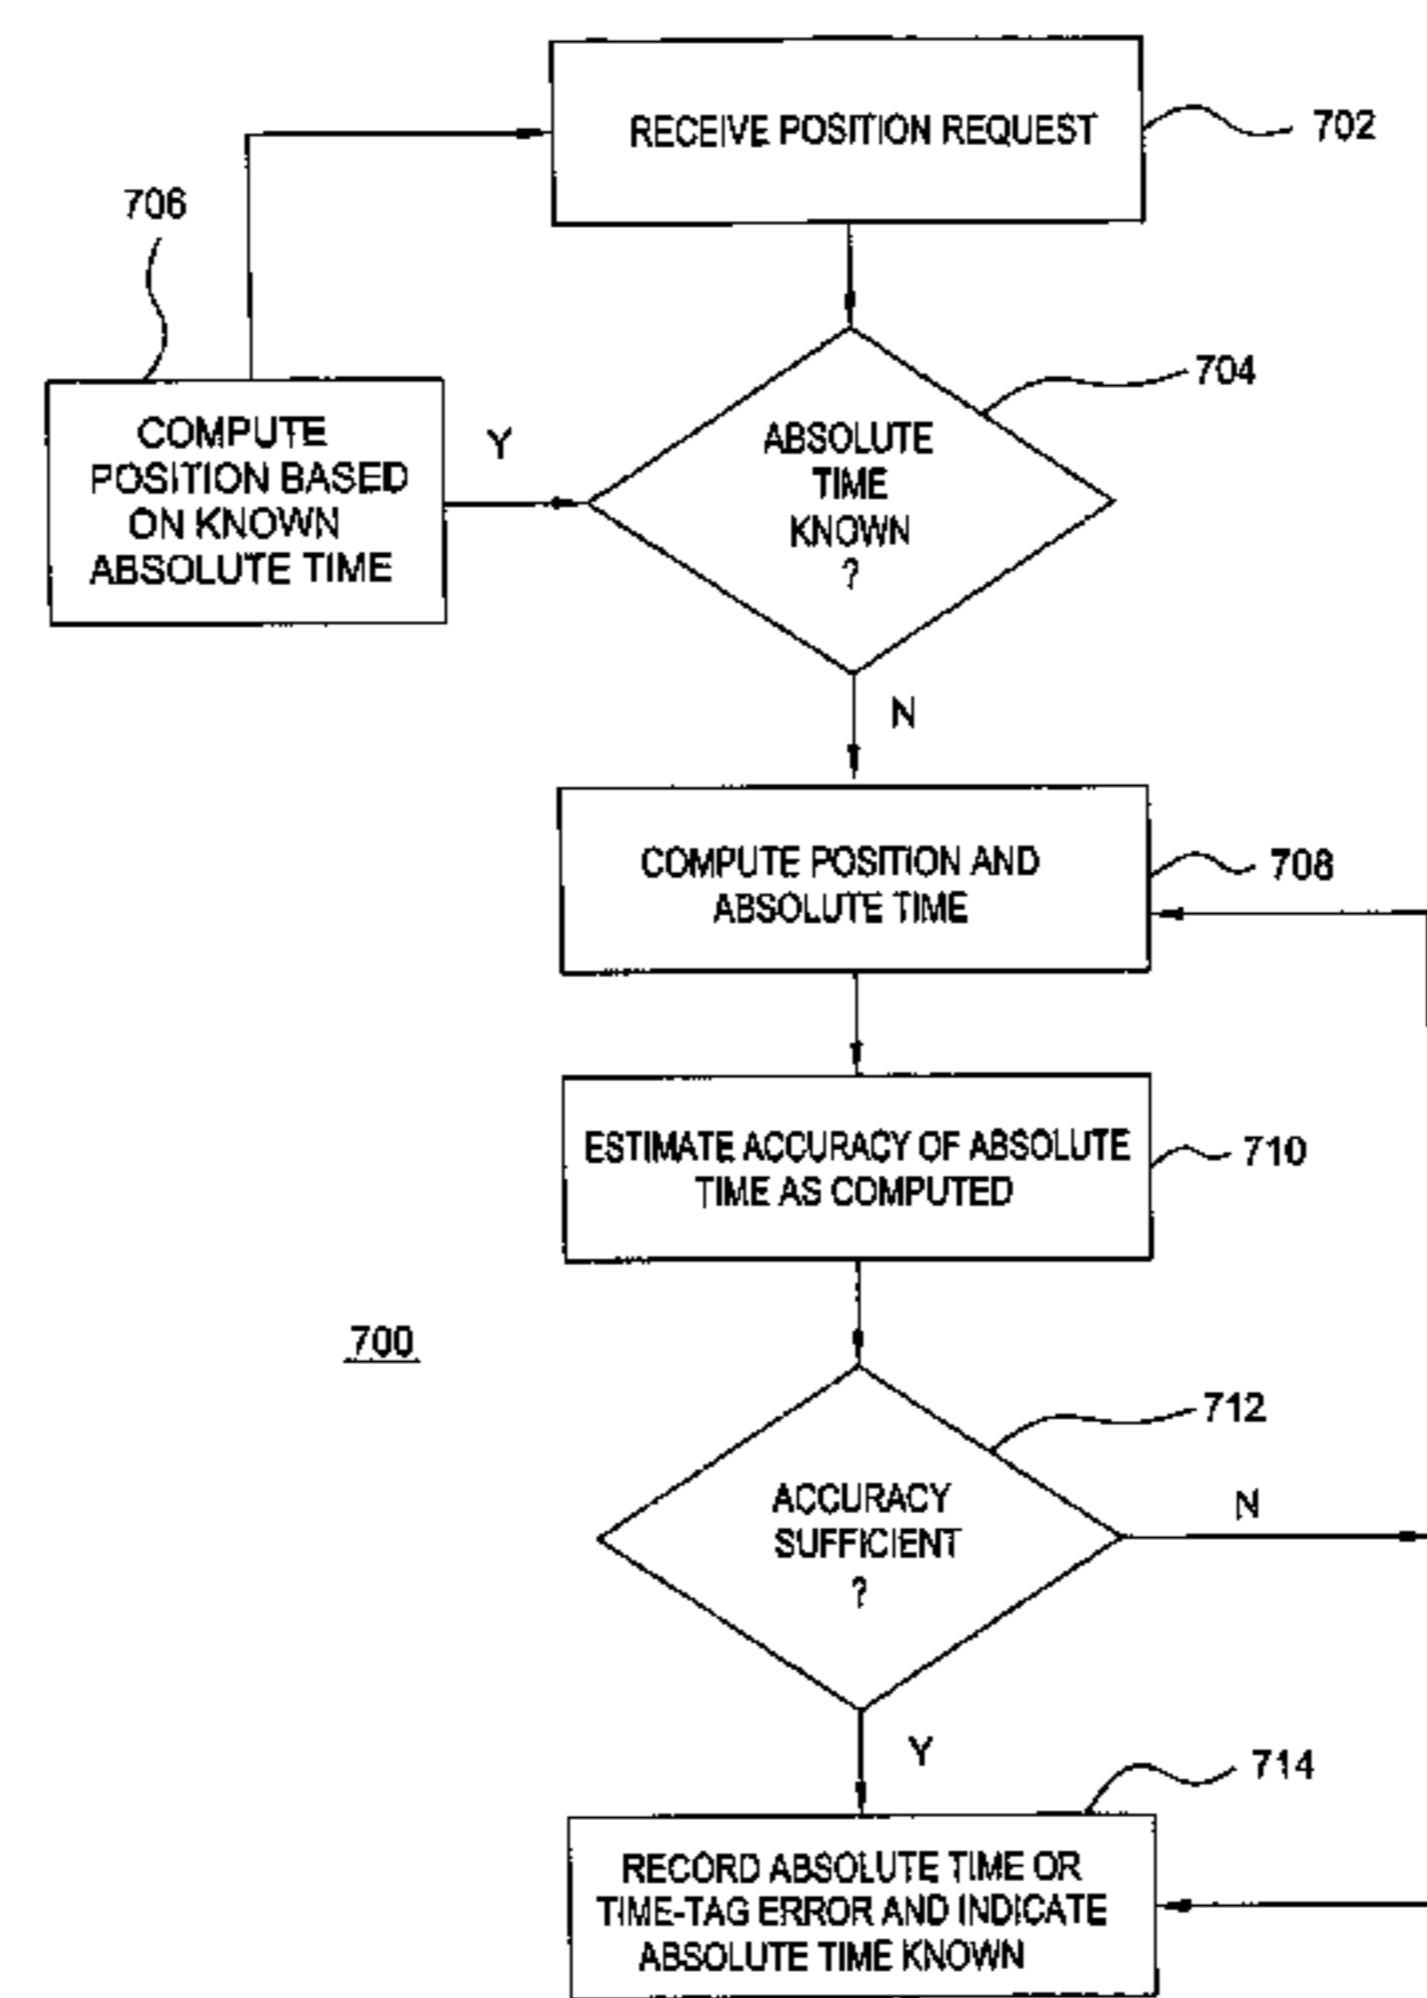 RECEIVE POSITION REQUEST
702
706
704
COMPUTE
POSITION BASED
ON KNOWN
ABSOLUTE TIME
Y
ABSOLUTE
TIME
KNOWN
?
N
COMPUTE POSITION AND
ABSOLUTE TIME
708
ESTIMATE ACCURACY OF ABSOLUTE
TIME AS COMPUTED
710
700
712
ACCURACY
SUFFICIENT
?
N
Y
714
RECORD ABSOLUTE TIME OR
TIME-TAG ERROR AND INDICATE
ABSOLUTE TIME KNOWN